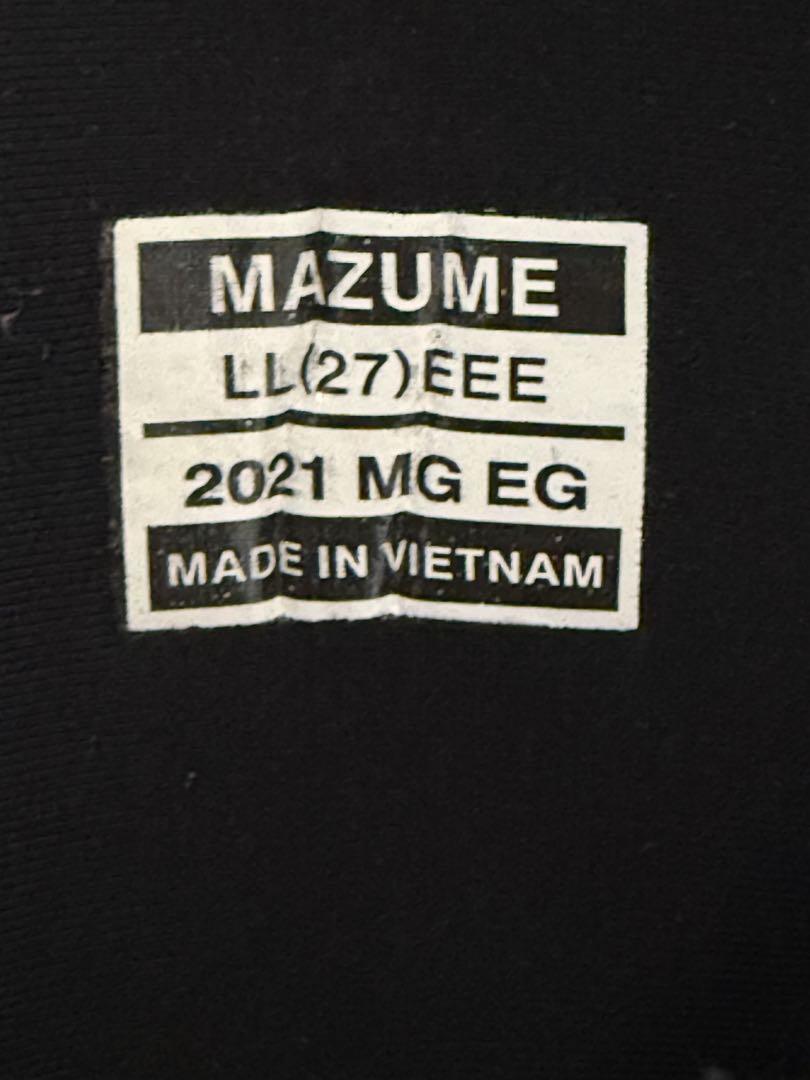 MAZUME
LL(27)EEE
2021 MG EG
MADE IN VIETNAM